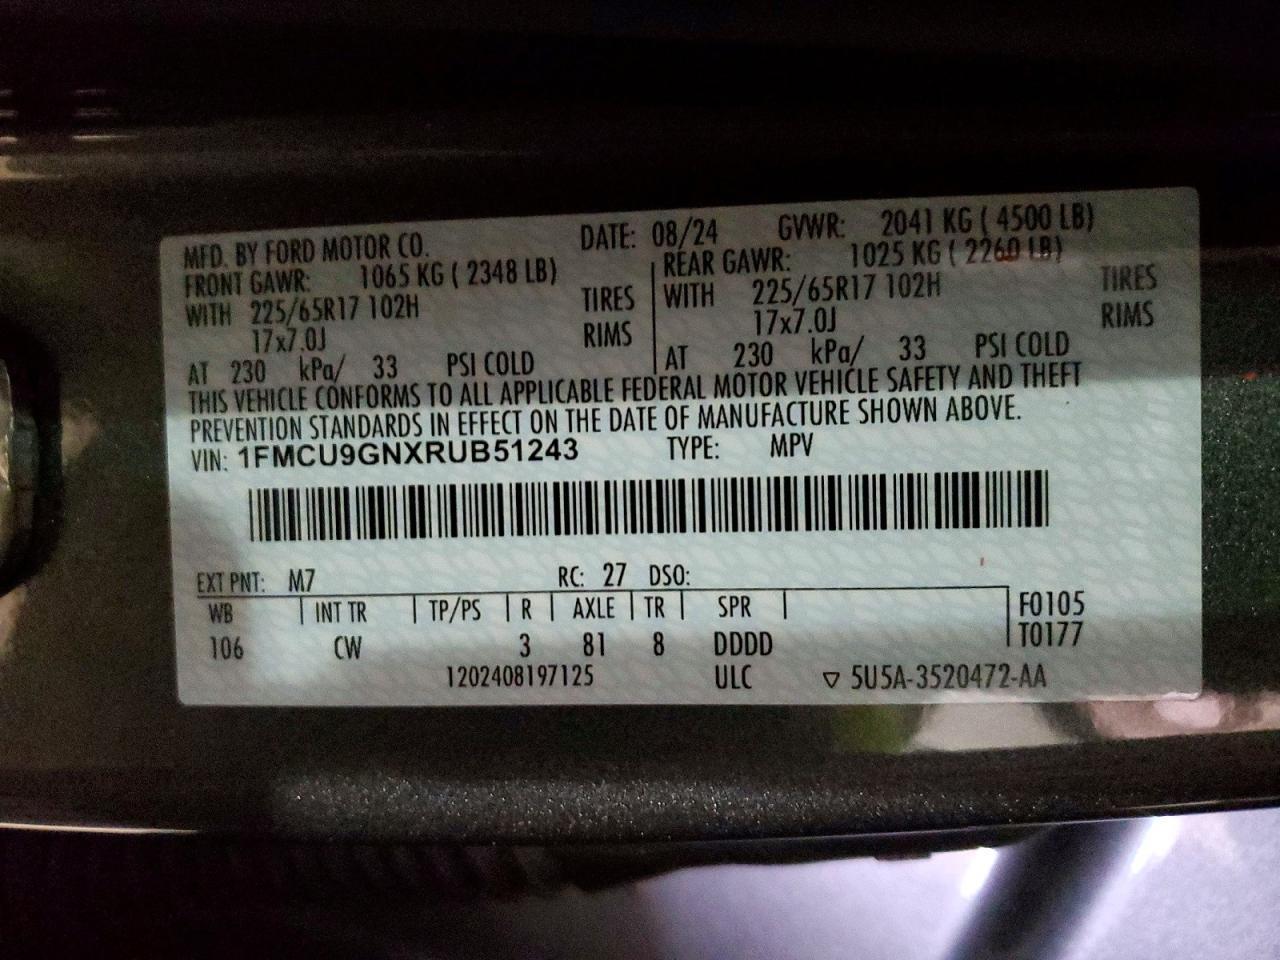 MFD. BY FORD MOTOR CO. DATE: 08/24 GVWR: 2041 KG ( 4500 LB)
FRONT GAWR: 1065 KG ( 2348 LB) REAR GAWR: 1025 KG ( 2260 LB)
WITH 225/65R17 102H TIRES WITH 225/65R17 102H TIRES
17x7.0J RIMS 17x7.0J RIMS
AT 230 kPa/ 33 PSI COLD AT 230 kPa/ 33 PSI COLD
THIS VEHICLE CONFORMS TO ALL APPLICABLE FEDERAL MOTOR VEHICLE SAFETY AND THEFT
PREVENTION STANDARDS IN EFFECT ON THE DATE OF MANUFACTURE SHOWN ABOVE.
VIN: 1FMCU9GNXRUB51243 TYPE: MPV
EXT PNT: M7 RC: 27 DSO:
WB INT TR TP/PS R AXLE TR SPR F0105
106 CW 3 81 8 DDDD T0177
1202408197125 ULC ▽ 5U5A-3520472-AA